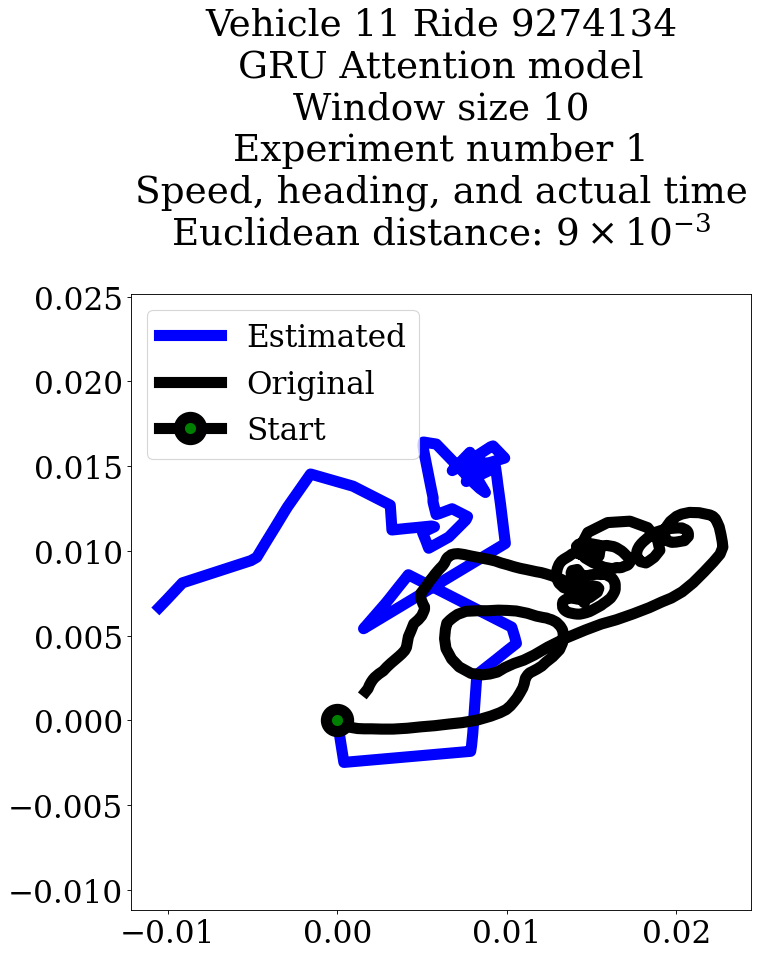 Vehicle 11 Ride 9274134
GRU Attention model
Window size 10
Experiment number 1
Speed, heading, and actual time
Euclidean distance: 9 × 10⁻³
0.025
Estimated
0.020
Original
Start
0.015
0.010
0.005
0.000
−0.005
−0.010
−0.01 0.00 0.01 0.02